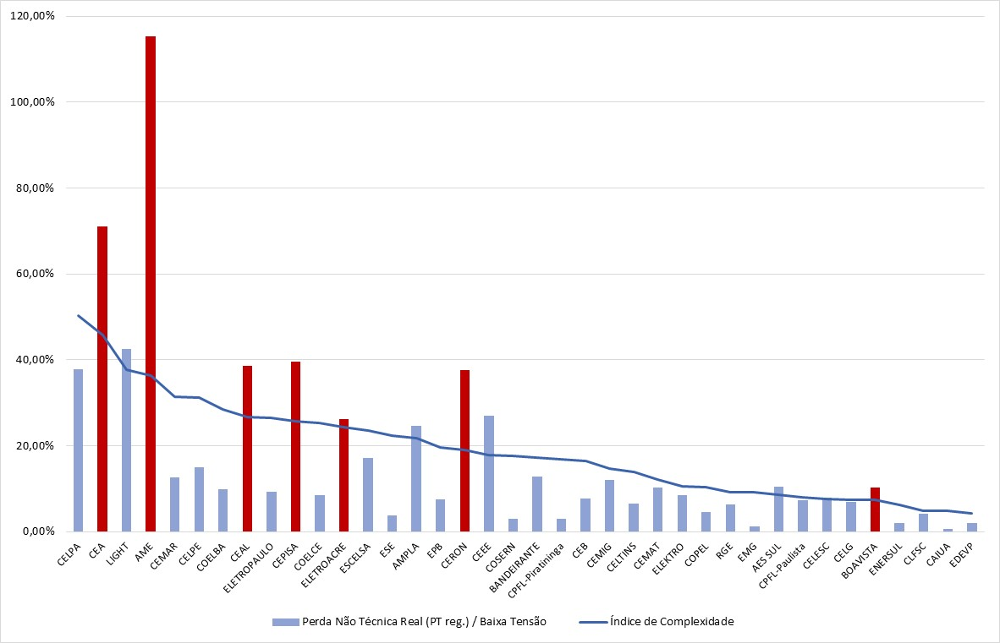 120,00%
100,00%
80,00%
60,00%
40,00%
20,00%
0,00%
CELPA
CEA
LIGHT
AME
CEMAR
CELPE
COELBA
CEAL
ELETROPAULO
CEPISA
COELCE
ELETROACRE
ESCELSA
ESE
AMPLA
EPB
CERON
CEEE
COSERN
BANDEIRANTE
CPFL-Piratininga
CEB
CEMIG
CELTINS
CEMAT
ELEKTRO
COPEL
RGE
EMG
AES SUL
CPFL-Paulista
CELESC
CELG
BOAVISTA
ENERSUL
CLFSC
CAIUA
EDEVP
Perda Não Técnica Real (PT reg.) / Baixa Tensão
Índice de Complexidade